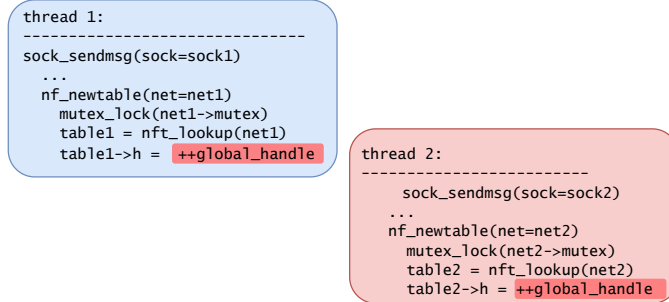 thread 1:
-------------------------------
sock_sendmsg(sock=sock1)
...
nf_newtable(net=net1)
mutex_lock(net1->mutex)
table1 = nft_lookup(net1)
table1->h = ++global_handle
thread 2:
-------------------------
sock_sendmsg(sock=sock2)
...
nf_newtable(net=net2)
mutex_lock(net2->mutex)
table2 = nft_lookup(net2)
table2->h = ++global_handle